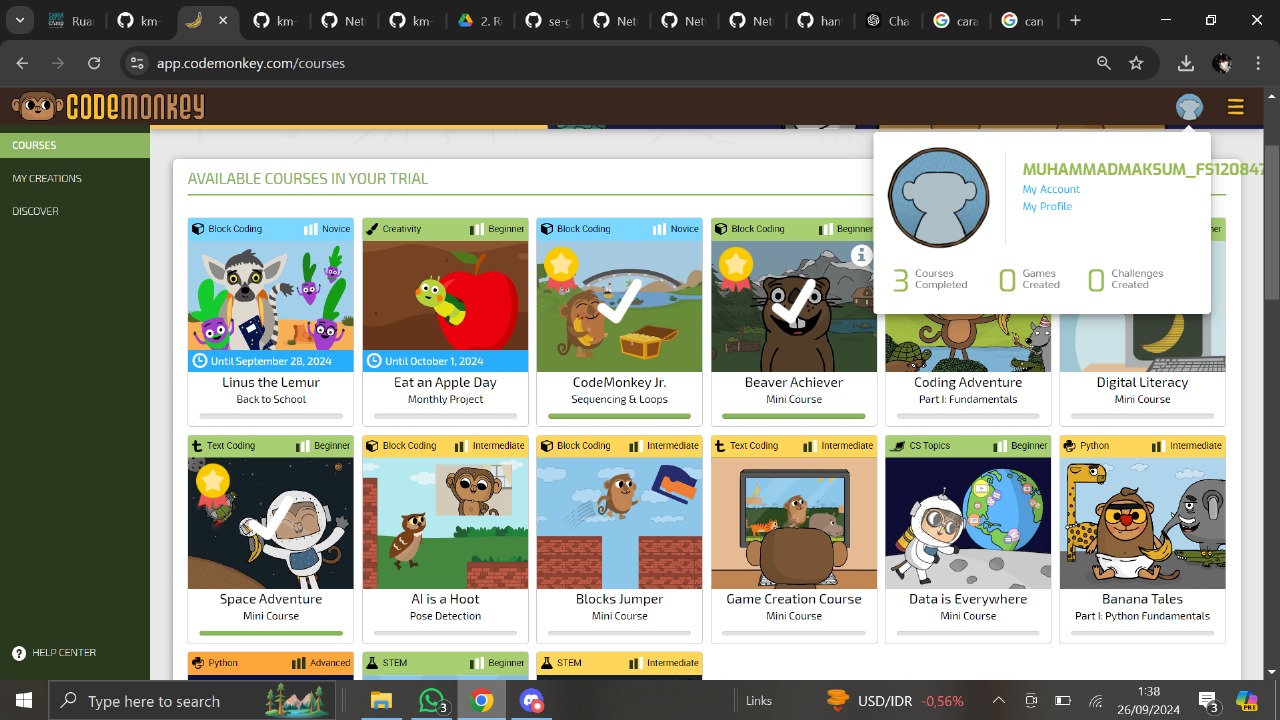 Rua
km-
km-
Net
km-
2. R
se-g
Net
Net
Net
han
Cha
cara
can
app.codemonkey.com/courses
CODEMONKEY
COURSES
MY CREATIONS
DISCOVER
HELP CENTER
AVAILABLE COURSES IN YOUR TRIAL
MUHAMMADMAKSUM_FS120847
My Account
My Profile
3 Courses Completed
0 Games Created
0 Challenges Created
Block Coding Novice
Until September 28, 2024
Linus the Lemur
Back to School
Creativity Beginner
Until October 1, 2024
Eat an Apple Day
Monthly Project
Block Coding Novice
CodeMonkey Jr.
Sequencing & Loops
Block Coding Beginner
Beaver Achiever
Mini Course
Coding Adventure
Part I: Fundamentals
Digital Literacy
Mini Course
Text Coding Beginner
Space Adventure
Mini Course
Block Coding Intermediate
AI is a Hoot
Pose Detection
Block Coding Intermediate
Blocks Jumper
Mini Course
Text Coding Intermediate
Game Creation Course
Mini Course
CS Topics Beginner
Data is Everywhere
Mini Course
Python Intermediate
Banana Tales
Part I: Python Fundamentals
Python Advanced
STEM Beginner
STEM Intermediate
Type here to search
3
Links
USD/IDR -0,56%
1:38
26/09/2024
3
PRE